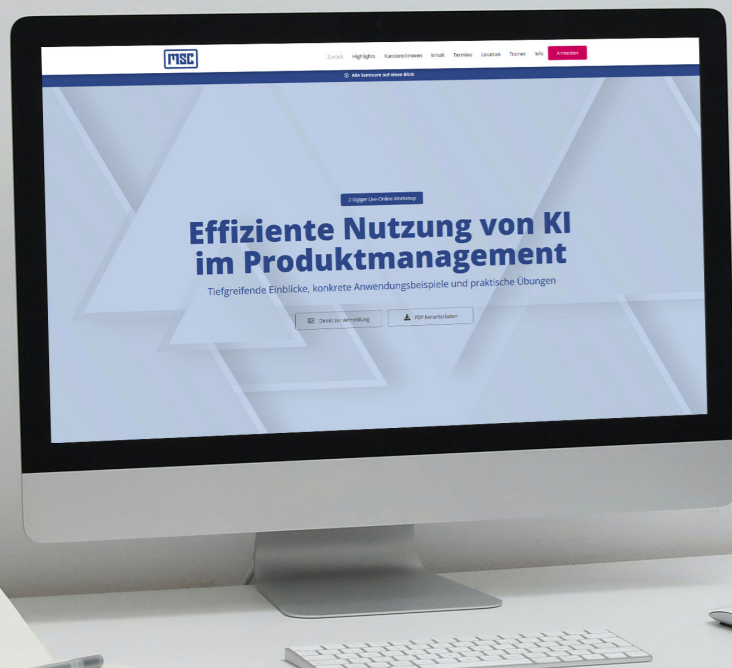 MSC
Zurück Highlights Kundenstimmen Inhalt Termine Location Trainer Info Anmelden
Alle Seminare auf einen Blick
2-tägiger Live-Online-Workshop
Effiziente Nutzung von KI
im Produktmanagement
Tiefgreifende Einblicke, konkrete Anwendungsbeispiele und praktische Übungen
Direkt zur Anmeldung PDF herunterladen